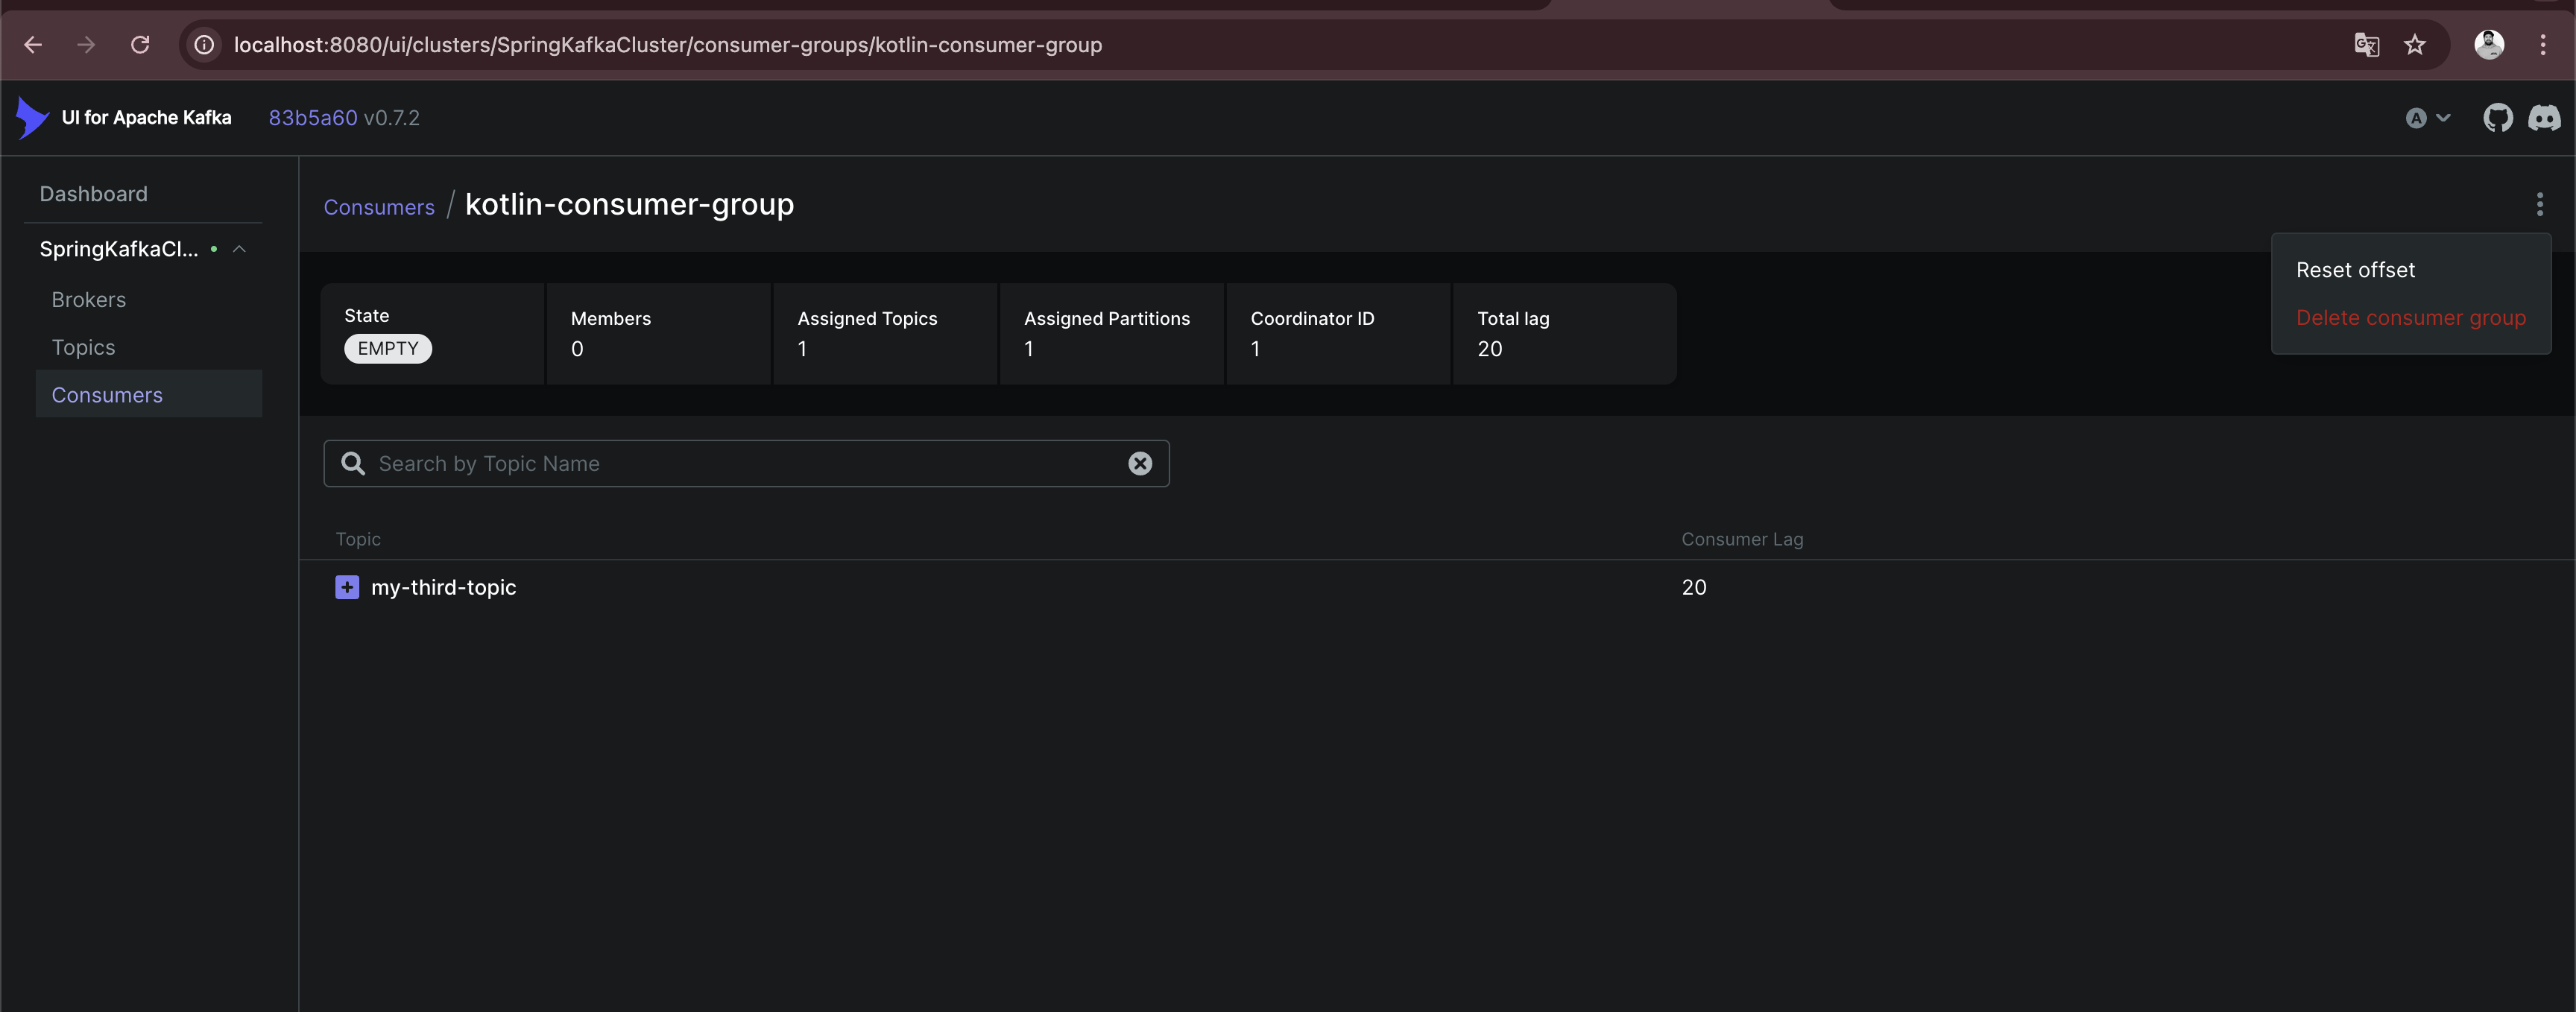 localhost:8080/ui/clusters/SpringKafkaCluster/consumer-groups/kotlin-consumer-group
UI for Apache Kafka 83b5a60 v0.7.2
A
Dashboard
SpringKafkaCl...
Brokers
Topics
Consumers
Consumers / kotlin-consumer-group
Reset offset
Delete consumer group
State
EMPTY
Members
0
Assigned Topics
1
Assigned Partitions
1
Coordinator ID
1
Total lag
20
Search by Topic Name
Topic Consumer Lag
my-third-topic 20